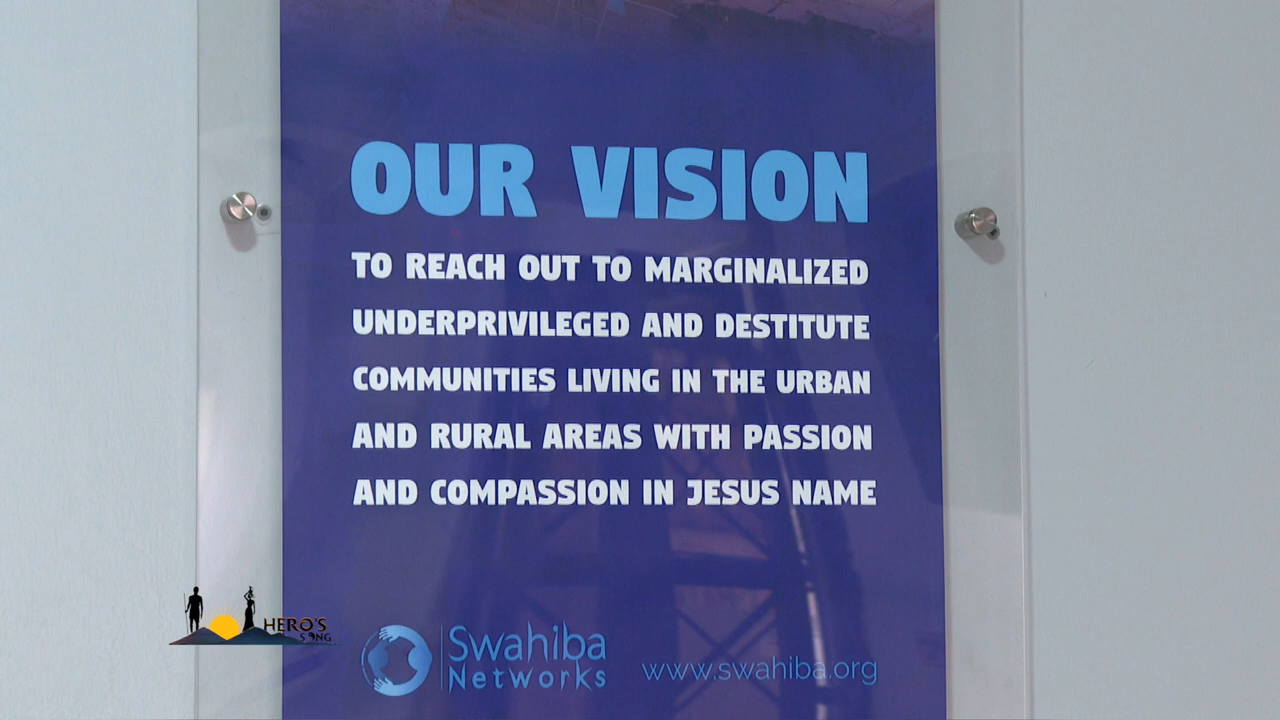 OUR VISION
TO REACH OUT TO MARGINALIZED
UNDERPRIVILEGED AND DESTITUTE
COMMUNITIES LIVING IN THE URBAN
AND RURAL AREAS WITH PASSION
AND COMPASSION IN JESUS NAME
HERO'S
SONG
Swahiba
Networks
www.swahiba.org